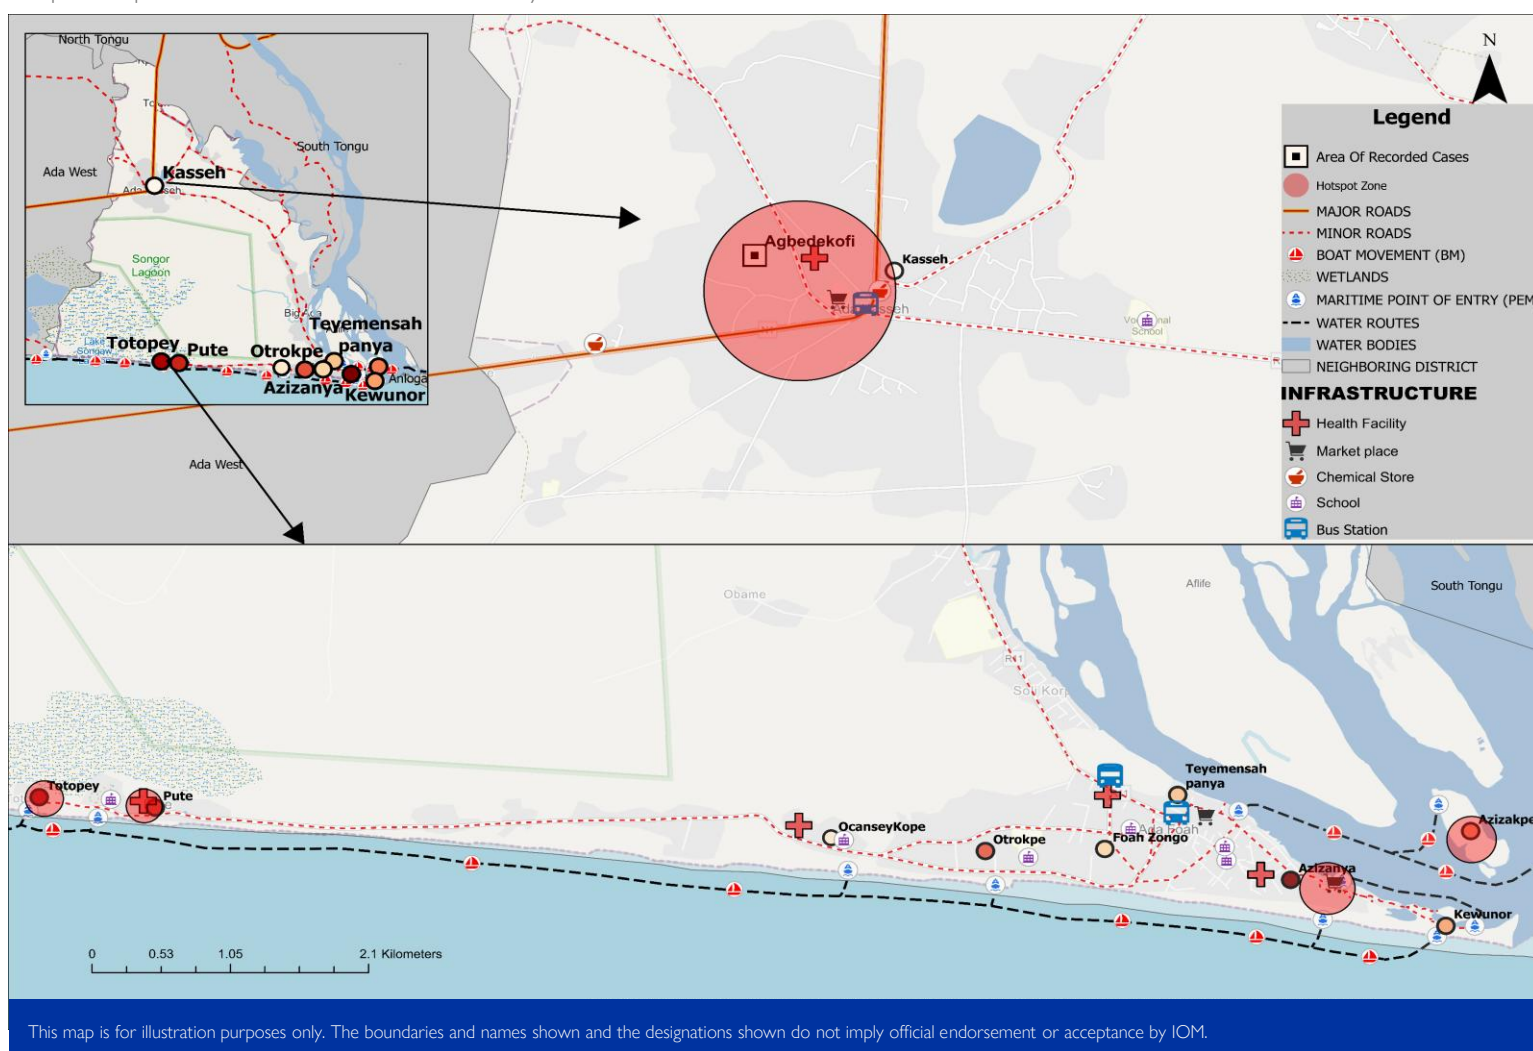 North Tongu
South Tongu
Ada West
Kasseh
Songor
Lagoon
Teyemensah
panya
Totopey
Pute
Otrokpe
Azizanya
Kewunor
Anloga
Ada West
Agbedekofi
Kasseh
School
N
Legend
Area Of Recorded Cases
Hotspot Zone
MAJOR ROADS
MINOR ROADS
BOAT MOVEMENT (BM)
WETLANDS
MARITIME POINT OF ENTRY (PEM
WATER ROUTES
WATER BODIES
NEIGHBORING DISTRICT
INFRASTRUCTURE
Health Facility
Market place
Chemical Store
School
Bus Station
Obame
Aflife
South Tongu
R11
Totopey
Pute
OcanseyKope
Otrokpe
Foah Zongo
Ada Foah
Teyemensah
panya
Azizakpe
Azizanya
Kewunor
0 0.53 1.05 2.1 Kilometers
This map is for illustration purposes only. The boundaries and names shown and the designations shown do not imply official endorsement or acceptance by IOM.